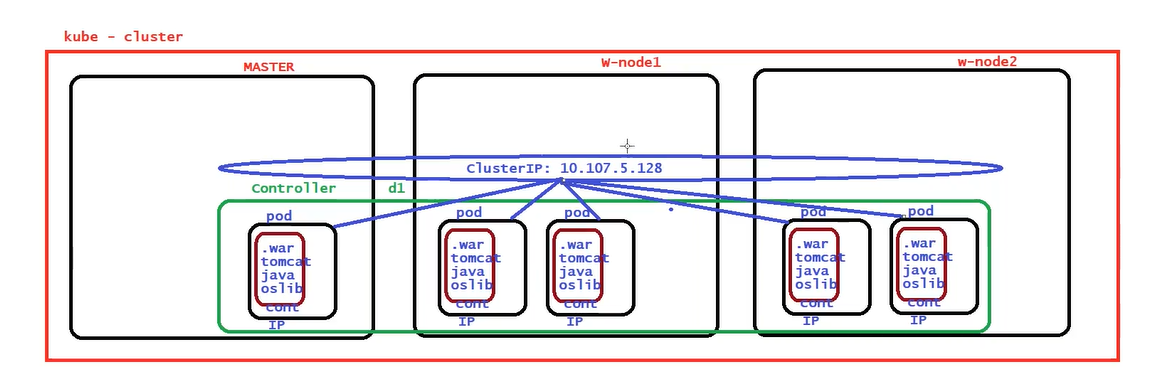 kube - cluster
MASTER
W-node1
w-node2
ClusterIP: 10.107.5.128
Controller d1
pod
.war
tomcat
java
oslib
cont
IP
pod
.war
tomcat
java
oslib
cont
IP
pod
.war
tomcat
java
oslib
cont
IP
pod
.war
tomcat
java
oslib
cont
IP
pod
.war
tomcat
java
oslib
cont
IP